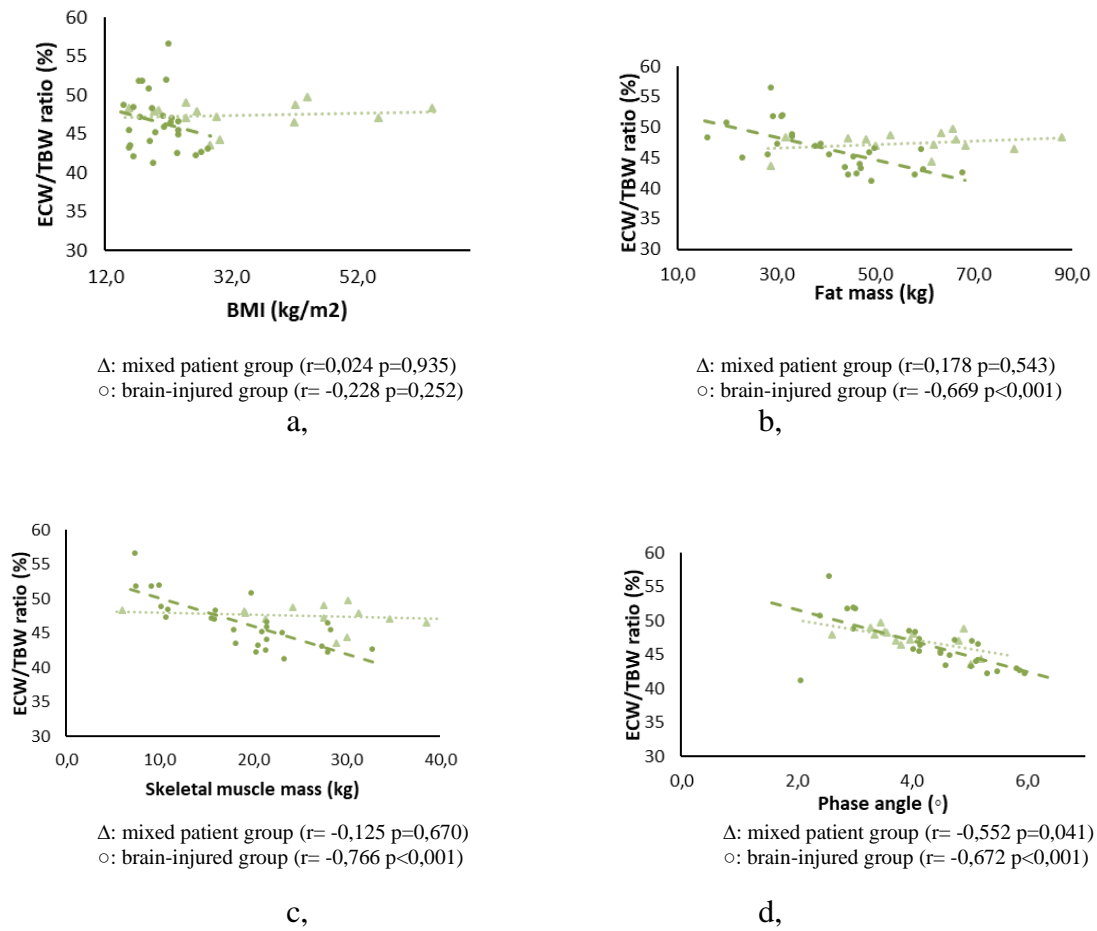 60
55
50
45
40
35
30
ECW/TBW ratio (%)
12,0 32,0 52,0
BMI (kg/m2)
Δ: mixed patient group (r=0,024 p=0,935)
○: brain-injured group (r= -0,228 p=0,252)
a,
60
55
50
45
40
35
30
ECW/TBW ratio (%)
10,0 30,0 50,0 70,0 90,0
Fat mass (kg)
Δ: mixed patient group (r=0,178 p=0,543)
○: brain-injured group (r= -0,669 p<0,001)
b,
60
55
50
45
40
35
30
ECW/TBW ratio (%)
0,0 10,0 20,0 30,0 40,0
Skeletal muscle mass (kg)
Δ: mixed patient group (r= -0,125 p=0,670)
○: brain-injured group (r= -0,766 p<0,001)
c,
60
55
50
45
40
35
30
ECW/TBW ratio (%)
0,0 2,0 4,0 6,0
Phase angle (◦)
Δ: mixed patient group (r= -0,552 p=0,041)
○: brain-injured group (r= -0,672 p<0,001)
d,